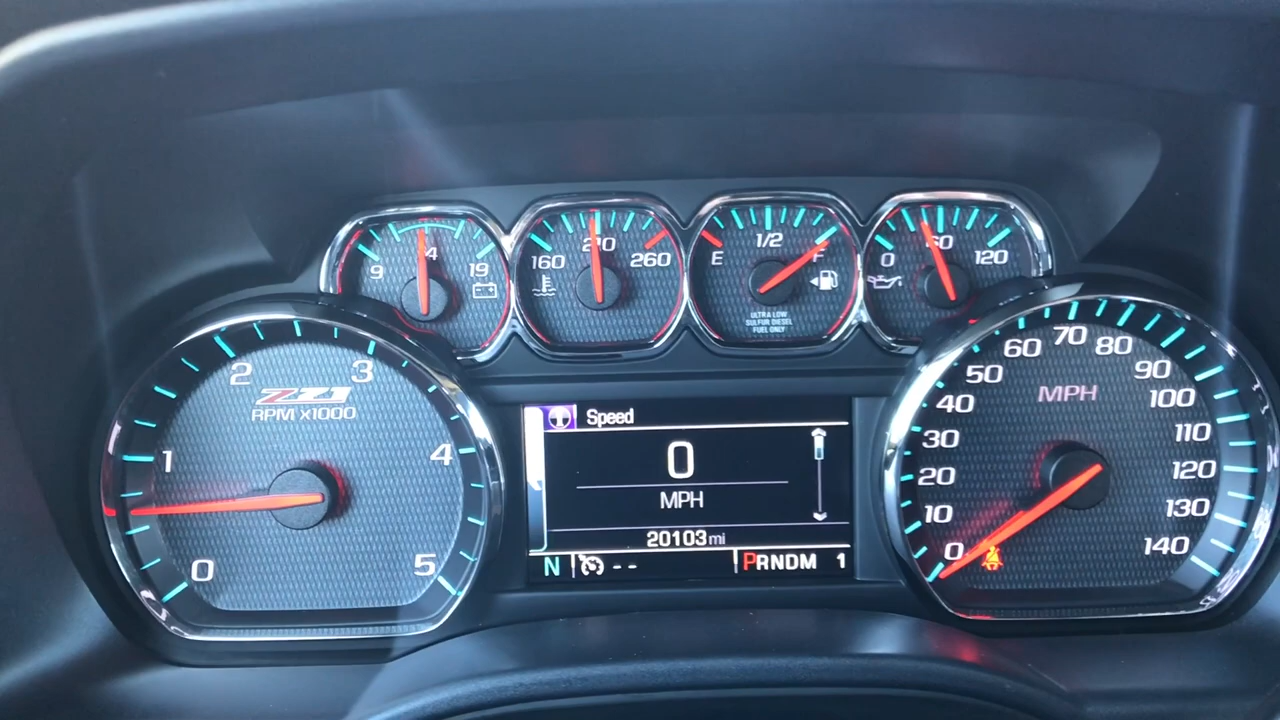 9 14 19
160 210 260
E 1/2 F
ULTRA LOW
SULFUR DIESEL
FUEL ONLY
0 60 120
0 1 2 3 4 5
Z71
RPM x1000
Speed
0
MPH
20103 mi
N -- PRNDM 1
0 10 20 30 40 50 60 70 80 90 100 110 120 130 140
MPH